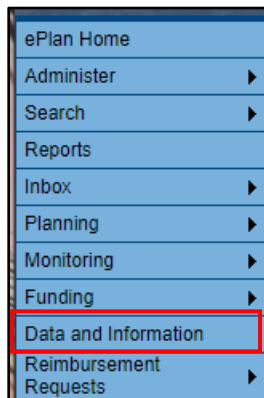 ePlan Home
Administer
Search
Reports
Inbox
Planning
Monitoring
Funding
Data and Information
Reimbursement
Requests